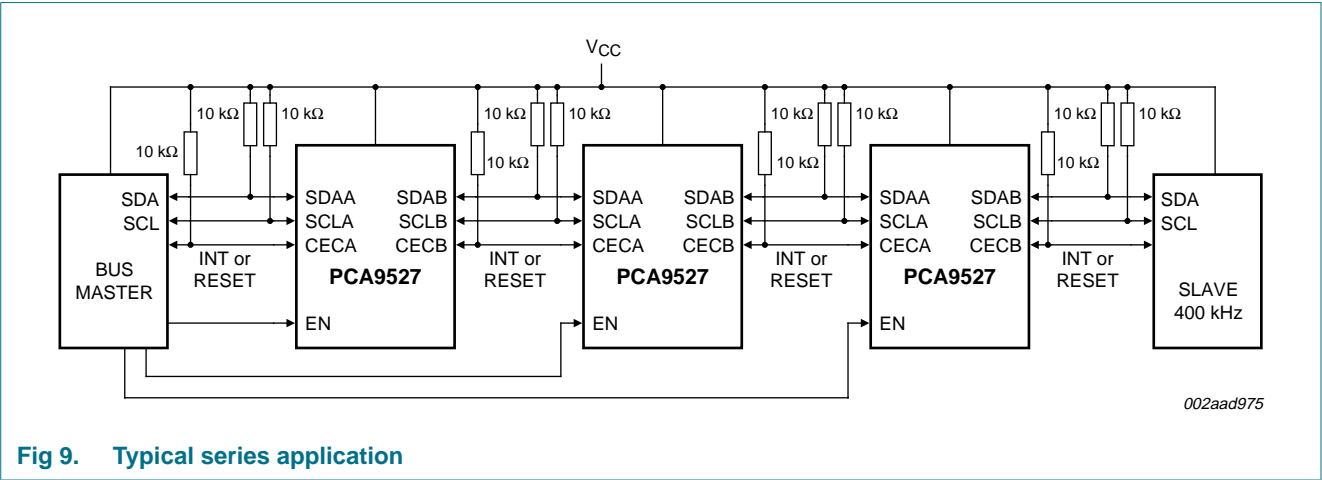 VCC
10 kΩ 10 kΩ 10 kΩ 10 kΩ 10 kΩ 10 kΩ 10 kΩ 10 kΩ
10 kΩ 10 kΩ 10 kΩ 10 kΩ
SDA SDAA SDAB SDAA SDAB SDAA SDAB SDA
SCL SCLA SCLB SCLA SCLB SCLA SCLB SCL
CECA CECB CECA CECB CECA CECB
INT or INT or INT or INT or
RESET RESET RESET RESET
BUS
MASTER
PCA9527 PCA9527 PCA9527
SLAVE
400 kHz
EN EN EN
002aad975
Fig 9. Typical series application